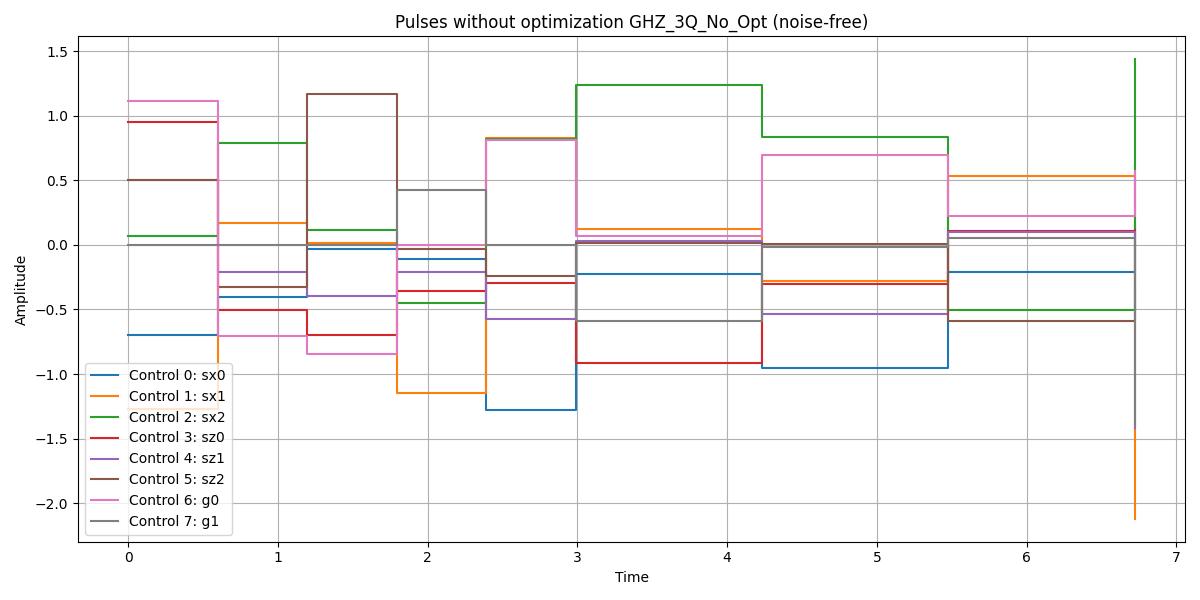 Pulses without optimization GHZ_3Q_No_Opt (noise-free)
Amplitude
1.5
1.0
0.5
0.0
−0.5
−1.0
−1.5
−2.0
Control 0: sx0
Control 1: sx1
Control 2: sx2
Control 3: sz0
Control 4: sz1
Control 5: sz2
Control 6: g0
Control 7: g1
0 1 2 3 4 5 6 7
Time